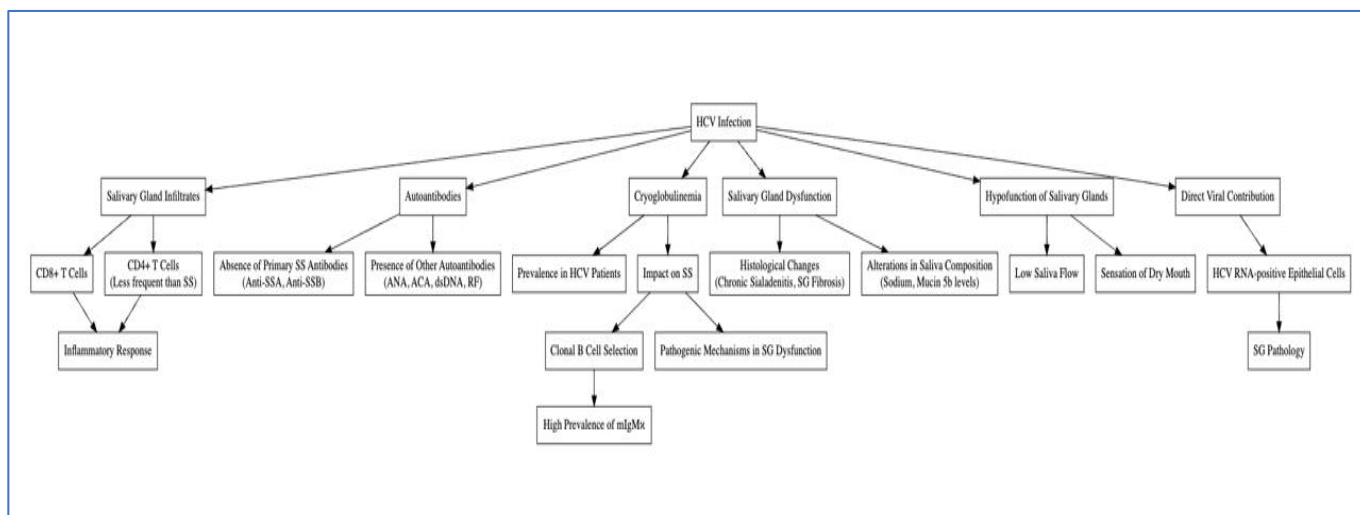 HCV Infection
Salivary Gland Infiltrates
Autoantibodies
Cryoglobulinemia
Salivary Gland Dysfunction
Hypofunction of Salivary Glands
Direct Viral Contribution
CD8+ T Cells
CD4+ T Cells
(Less frequent than SS)
Absence of Primary SS Antibodies
(Anti-SSA, Anti-SSB)
Presence of Other Autoantibodies
(ANA, ACA, dsDNA, RF)
Prevalence in HCV Patients
Impact on SS
Histological Changes
(Chronic Sialadenitis, SG Fibrosis)
Alterations in Saliva Composition
(Sodium, Mucin 5b levels)
Low Saliva Flow
Sensation of Dry Mouth
HCV RNA-positive Epithelial Cells
Inflammatory Response
Clonal B Cell Selection
Pathogenic Mechanisms in SG Dysfunction
SG Pathology
High Prevalence of mIgMϰ